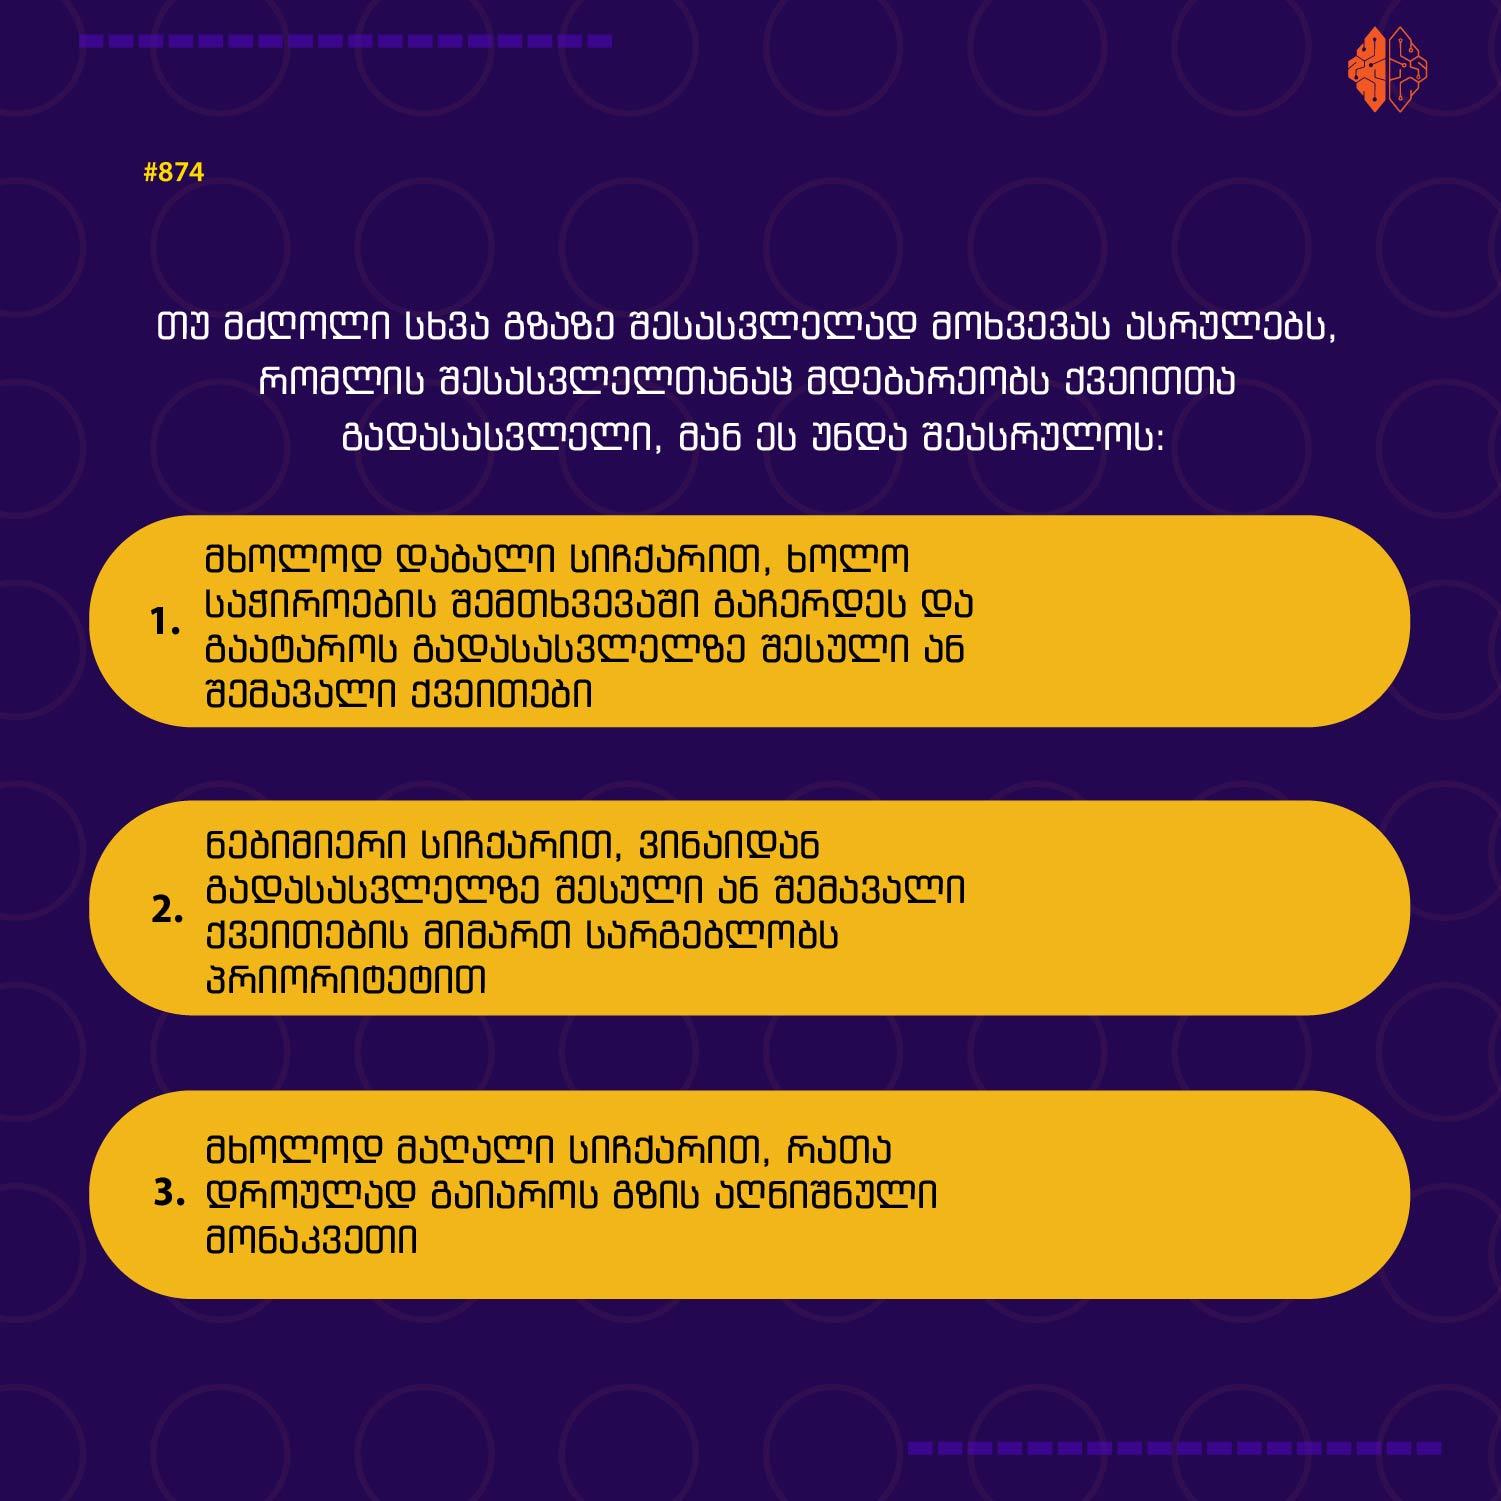 #874
თუ მძღოლი სხვა გზაზე შესასვლელად მოხვევას ასრულებს,
რომლის შესასვლელთანაც მდებარეობს ქვეითთა
გადასასვლელი, მან ეს უნდა შეასრულოს:
1. მხოლოდ დაბალი სიჩქარით, ხოლო
საჭიროების შემთხვევაში გაჩერდეს და
გაატაროს გადასასვლელზე შესული ან
შემავალი ქვეითები
2. ნებიმიერი სიჩქარით, ვინაიდან
გადასასვლელზე შესული ან შემავალი
ქვეითების მიმართ სარგებლობს
პრიორიტეტით
3. მხოლოდ მაღალი სიჩქარით, რათა
დროულად გაიაროს გზის აღნიშნული
მონაკვეთი